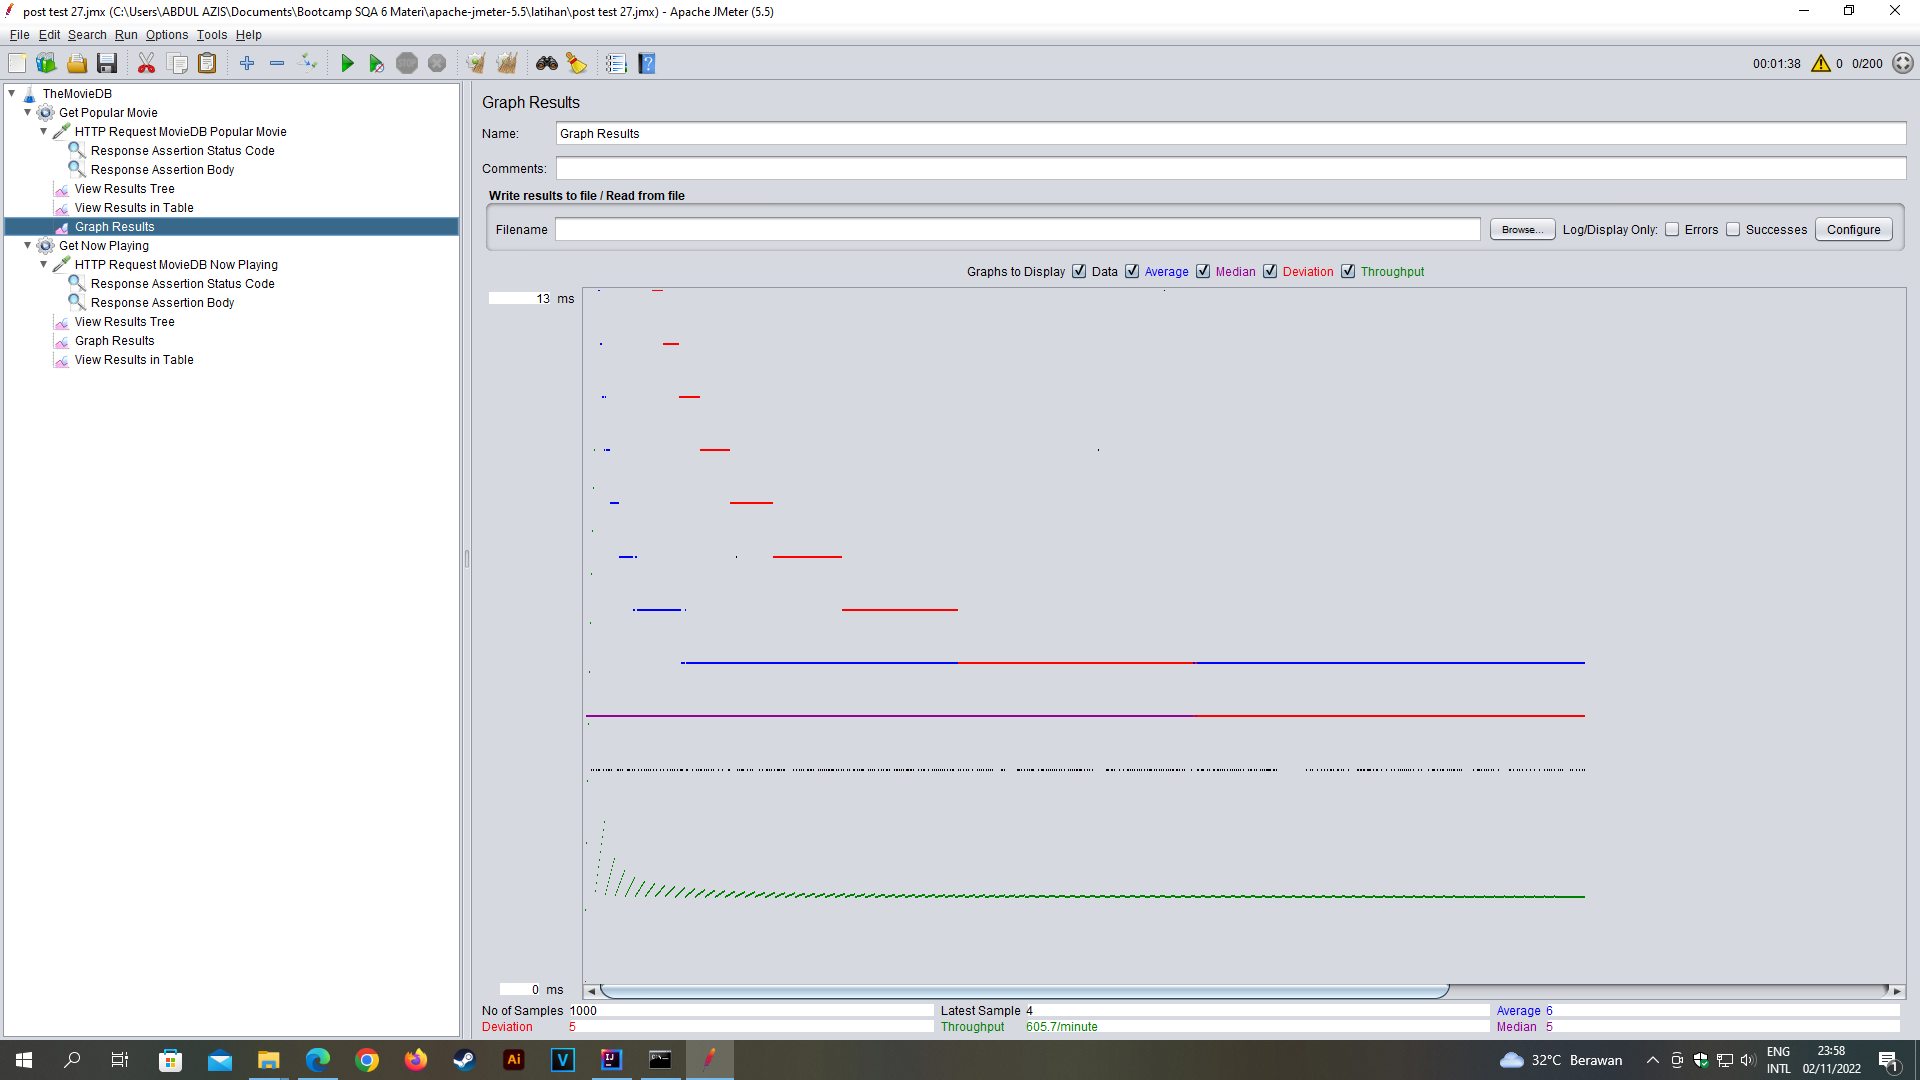 post test 27.jmx (C:\Users\ABDUL AZIS\Documents\Bootcamp SQA 6 Materi\apache-jmeter-5.5\latihan\post test 27.jmx) - Apache JMeter (5.5)
File Edit Search Run Options Tools Help
STOP 00:01:38 0 0/200
TheMovieDB
Get Popular Movie
HTTP Request MovieDB Popular Movie
Response Assertion Status Code
Response Assertion Body
View Results Tree
View Results in Table
Graph Results
Get Now Playing
HTTP Request MovieDB Now Playing
Response Assertion Status Code
Response Assertion Body
View Results Tree
Graph Results
View Results in Table
Graph Results
Name: Graph Results
Comments:
Write results to file / Read from file
Filename Browse... Log/Display Only: Errors Successes Configure
Graphs to Display Data Average Median Deviation Throughput
13 ms
0 ms
No of Samples 1000 Latest Sample 4 Average 6
Deviation 5 Throughput 605.7/minute Median 5
Ai V IJ
32°C Berawan
ENG
INTL
23:58
02/11/2022
1